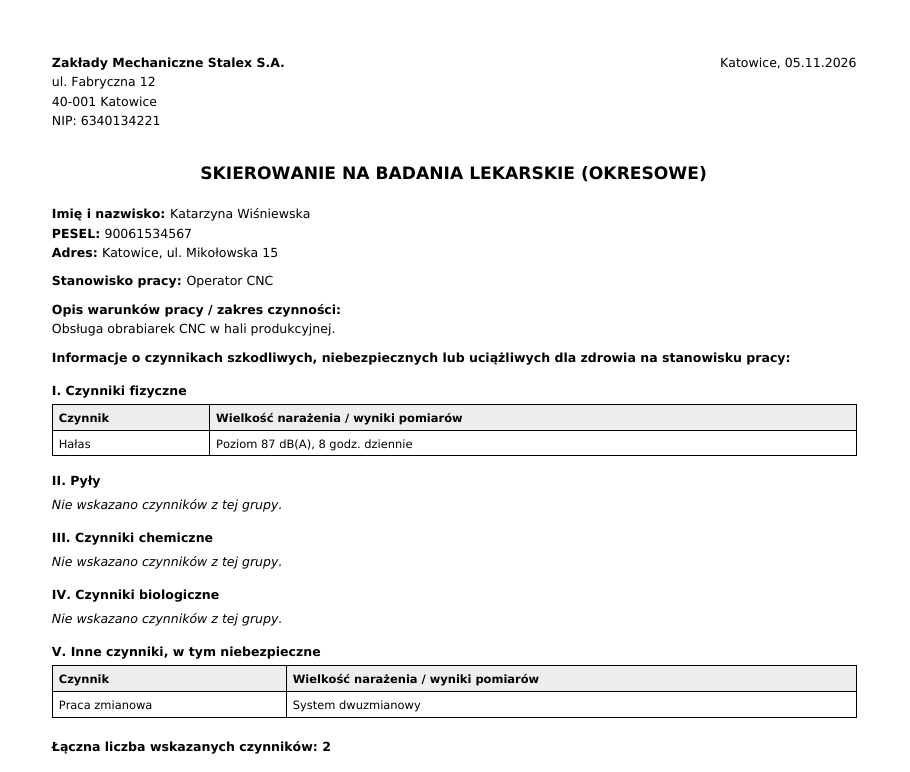 Zakłady Mechaniczne Stalex S.A.
Katowice, 05.11.2026
ul. Fabryczna 12
40-001 Katowice
NIP: 6340134221
SKIEROWANIE NA BADANIA LEKARSKIE (OKRESOWE)
Imię i nazwisko: Katarzyna Wiśniewska
PESEL: 90061534567
Adres: Katowice, ul. Mikołowska 15
Stanowisko pracy: Operator CNC
Opis warunków pracy / zakres czynności:
Obsługa obrabiarek CNC w hali produkcyjnej.
Informacje o czynnikach szkodliwych, niebezpiecznych lub uciążliwych dla zdrowia na stanowisku pracy:
I. Czynniki fizyczne
Czynnik Wielkość narażenia / wyniki pomiarów
Hałas Poziom 87 dB(A), 8 godz. dziennie
II. Pyły
Nie wskazano czynników z tej grupy.
III. Czynniki chemiczne
Nie wskazano czynników z tej grupy.
IV. Czynniki biologiczne
Nie wskazano czynników z tej grupy.
V. Inne czynniki, w tym niebezpieczne
Czynnik Wielkość narażenia / wyniki pomiarów
Praca zmianowa System dwuzmianowy
Łączna liczba wskazanych czynników: 2